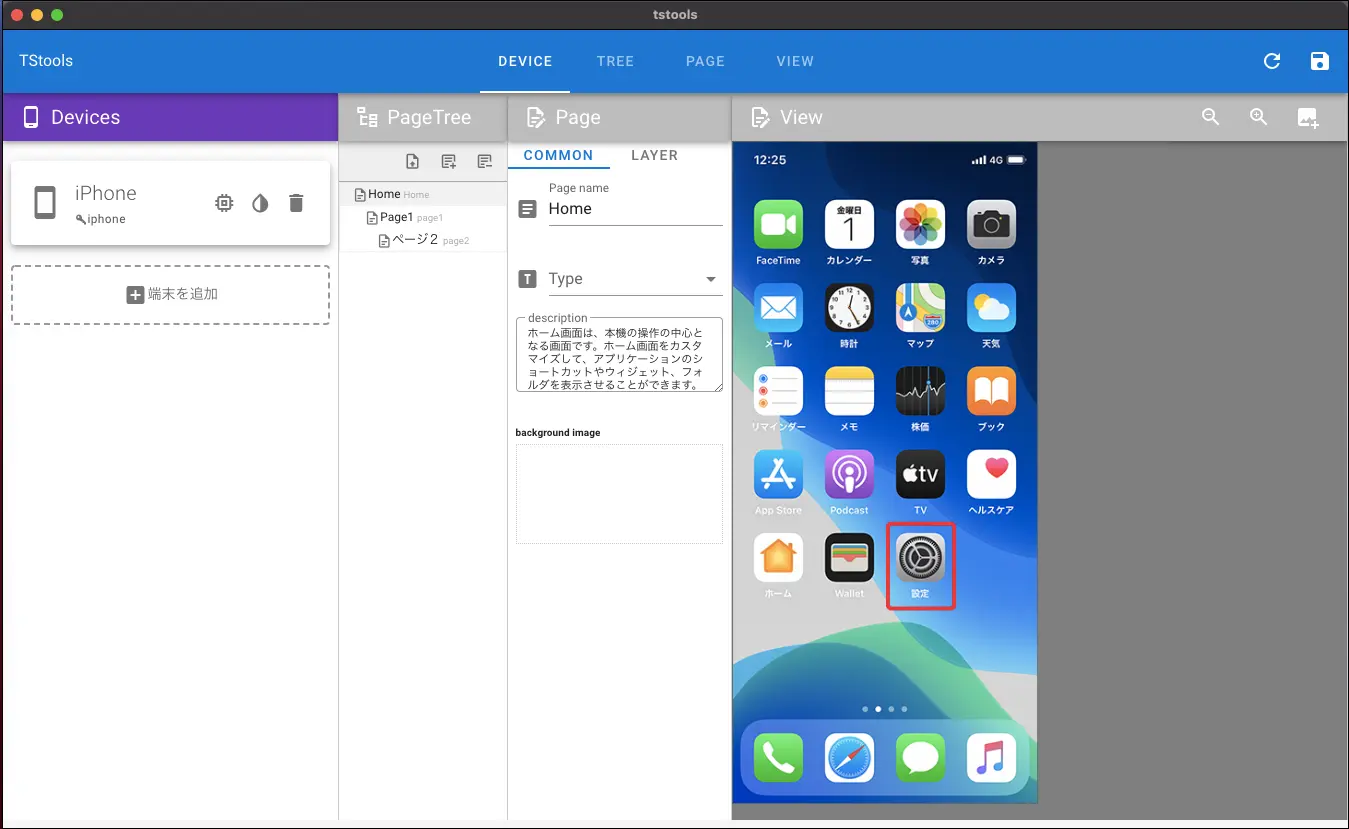 tstools
TStools
DEVICE
TREE
PAGE
VIEW
Devices
PageTree
Page
View
iPhone
iphone
端末を追加
Home Home
Page1 page1
ページ2 page2
COMMON
LAYER
Page name
Home
T
Type
description
ホーム画面は、本機の操作の中心と
なる画面です。ホーム画面をカスタ
マイズして、アプリケーションのシ
ョートカットやウィジェット、フォ
ルダを表示させることができます。
background image
12:25
4G
金曜日
1
FaceTime
カレンダー
写真
カメラ
280
メール
時計
マップ
天気
リマインダー
メモ
株価
ブック
tv
App Store
Podcast
TV
ヘルスケア
ホーム
Wallet
設定